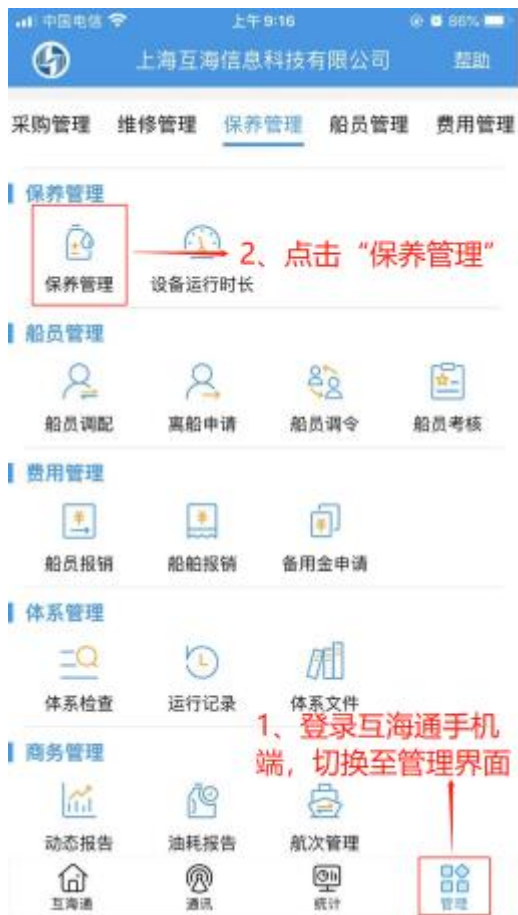 中国电信 上午9:16 86%
上海互海信息科技有限公司 帮助
采购管理 维修管理 保养管理 船员管理 费用管理
保养管理
2、点击“保养管理”
保养管理 设备运行时长
船员管理
船员调配 离船申请 船员调令 船员考核
费用管理
船员报销 船舶报销 备用金申请
体系管理
体系检查 运行记录 体系文件
1、登录互海通手机
端，切换至管理界面
商务管理
动态报告 油耗报告 航次管理
互海通 通讯 统计 管理